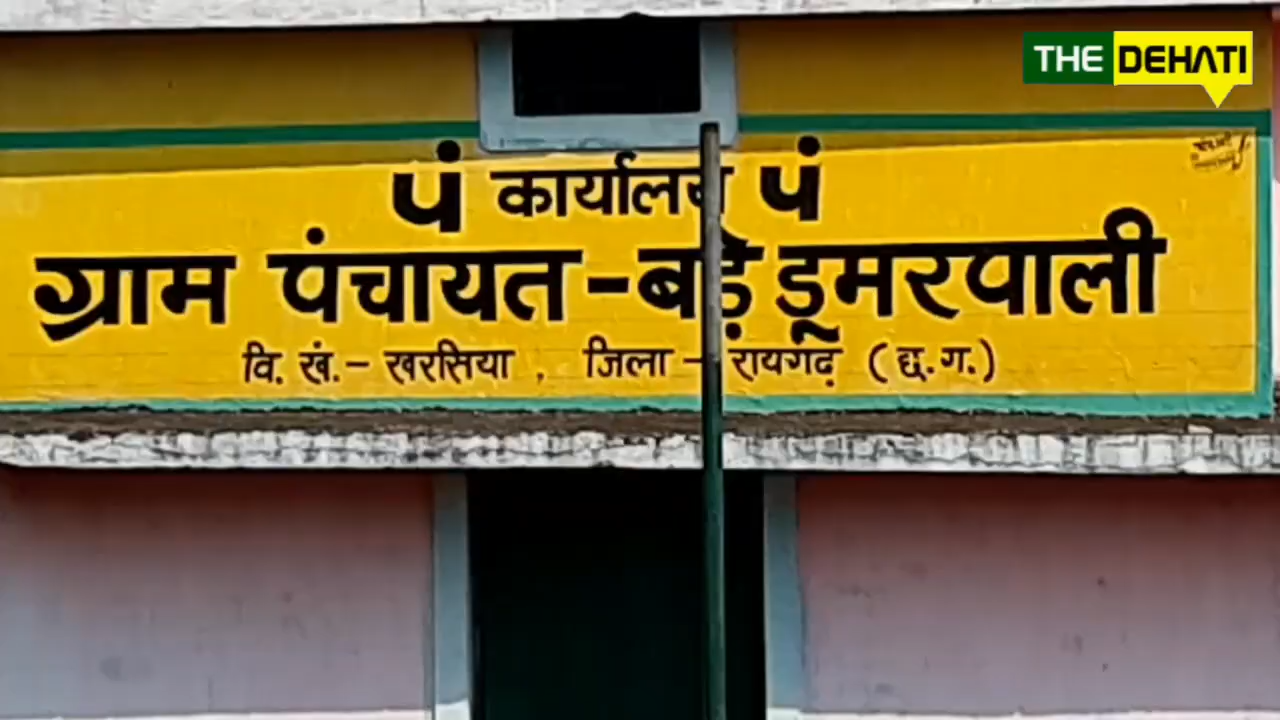 THE DEHATI
पं कार्यालय पं
ग्राम पंचायत-बड़े डूमरपाली
वि. खं.- खरसिया , जिला - रायगढ़ (छ.ग.)